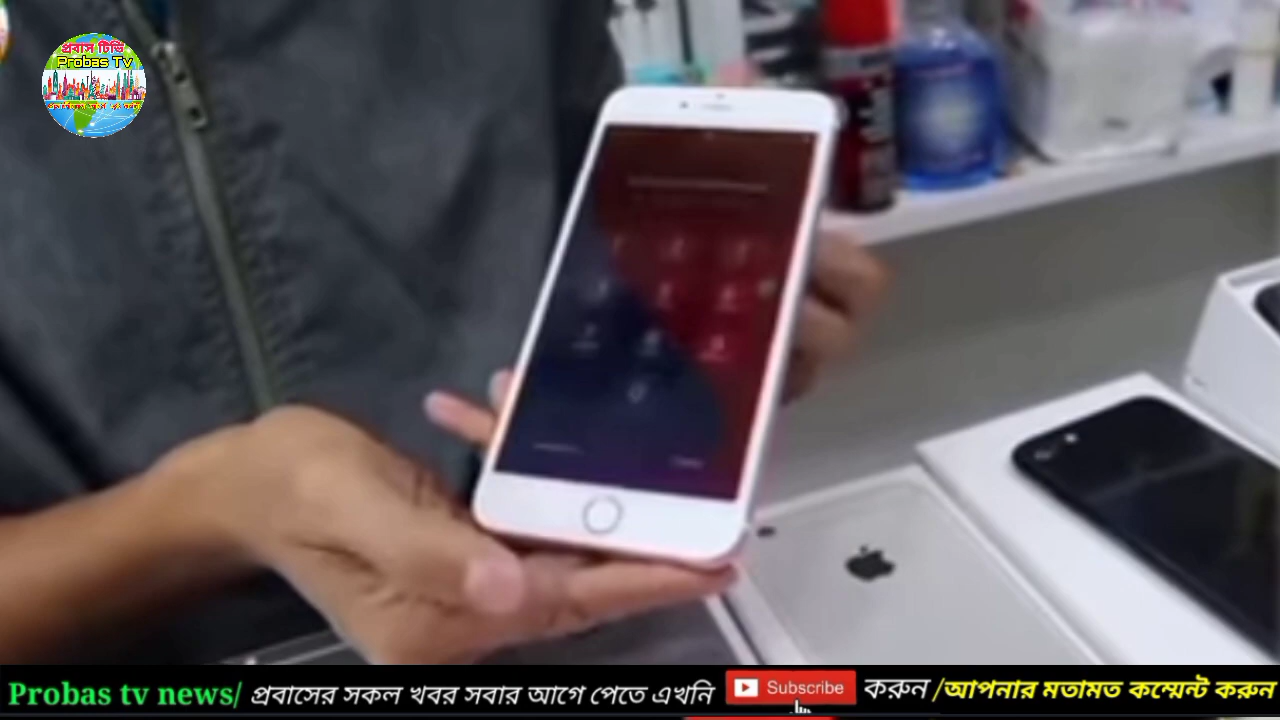 প্রবাস টিভি
Probas Tv
Probas tv news/ প্রবাসের সকল খবর সবার আগে পেতে এখনি Subscribe করুন /আপনার মতামত কম্মেন্ট করুন